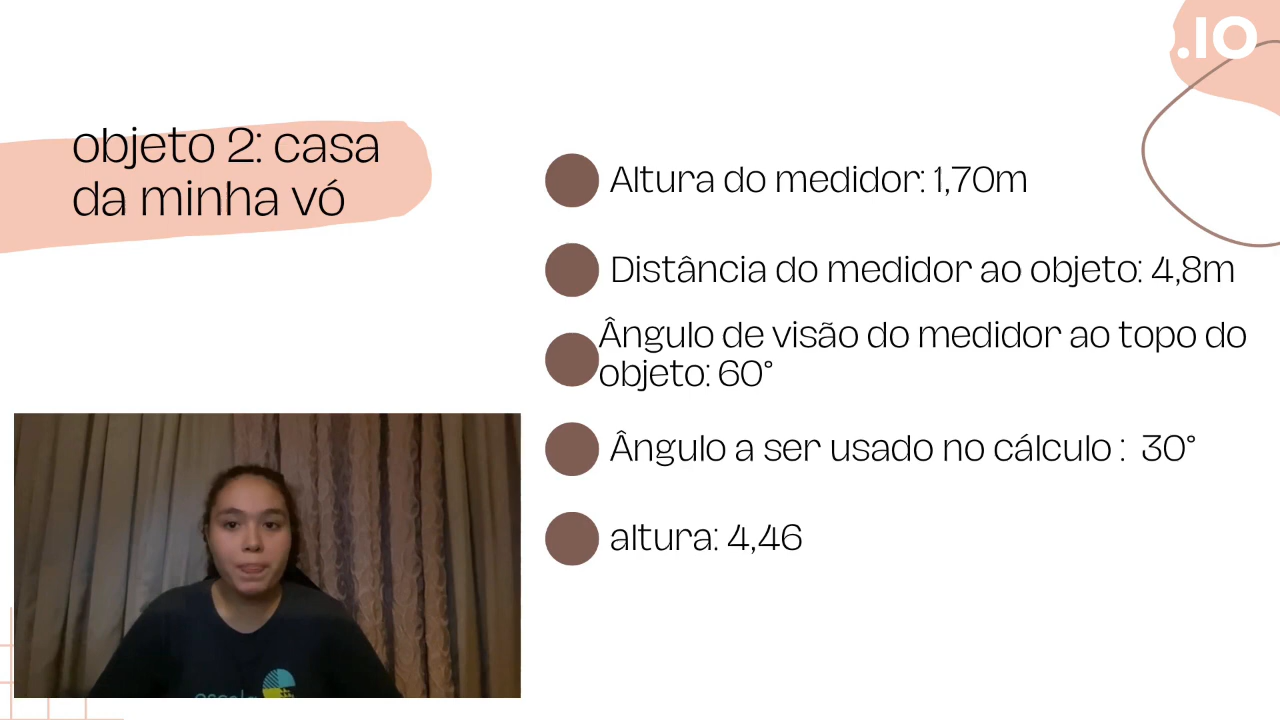 .IO
objeto 2: casa
da minha vó
Altura do medidor: 1,70m
Distância do medidor ao objeto: 4,8m
Ângulo de visão do medidor ao topo do
objeto: 60°
Ângulo a ser usado no cálculo : 30°
altura: 4,46
escola